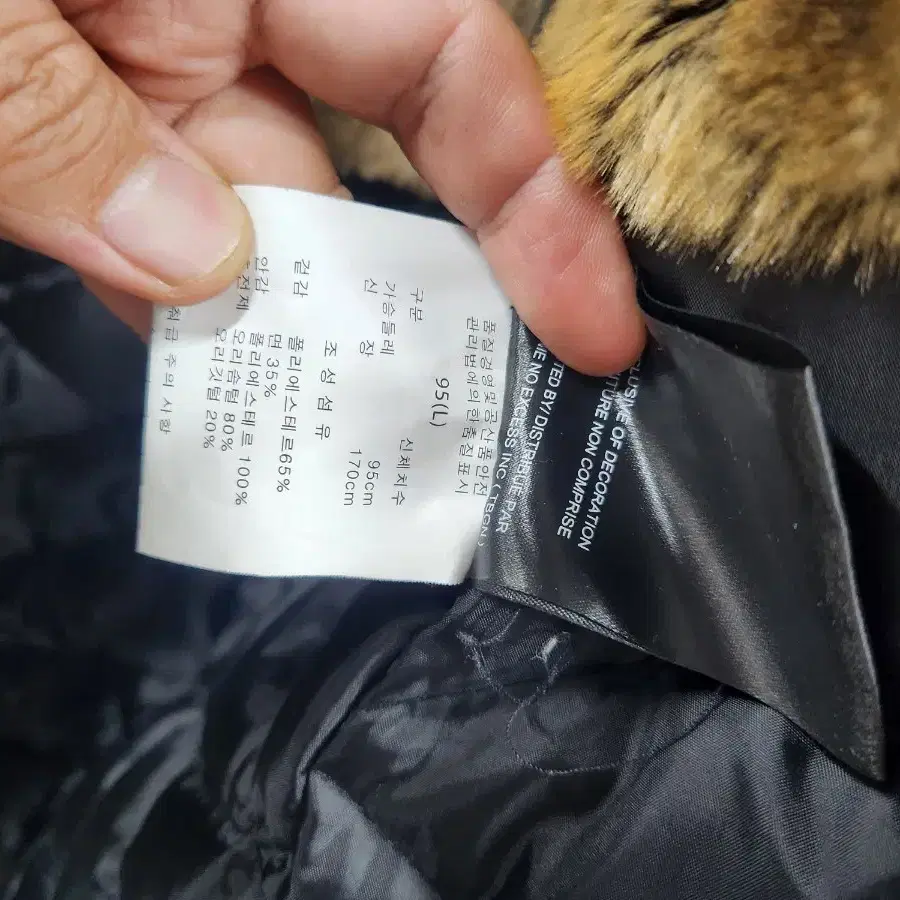 품질경영및공산품안전
관리법에의한품질표시
95(L)
구분 신체치수
가슴둘레 95cm
신 장 170cm
조성섬유
겉감 폴리에스테르65%
면 35%
안감 폴리에스테르 100%
충전재 오리솜털 80%
오리깃털 20%
취급 주의 사항
CLUSIVE OF DECORATION
TURE NON COMPRISE
TED BY/ DISTRIBUE PAR
ME NO EXCESS INC